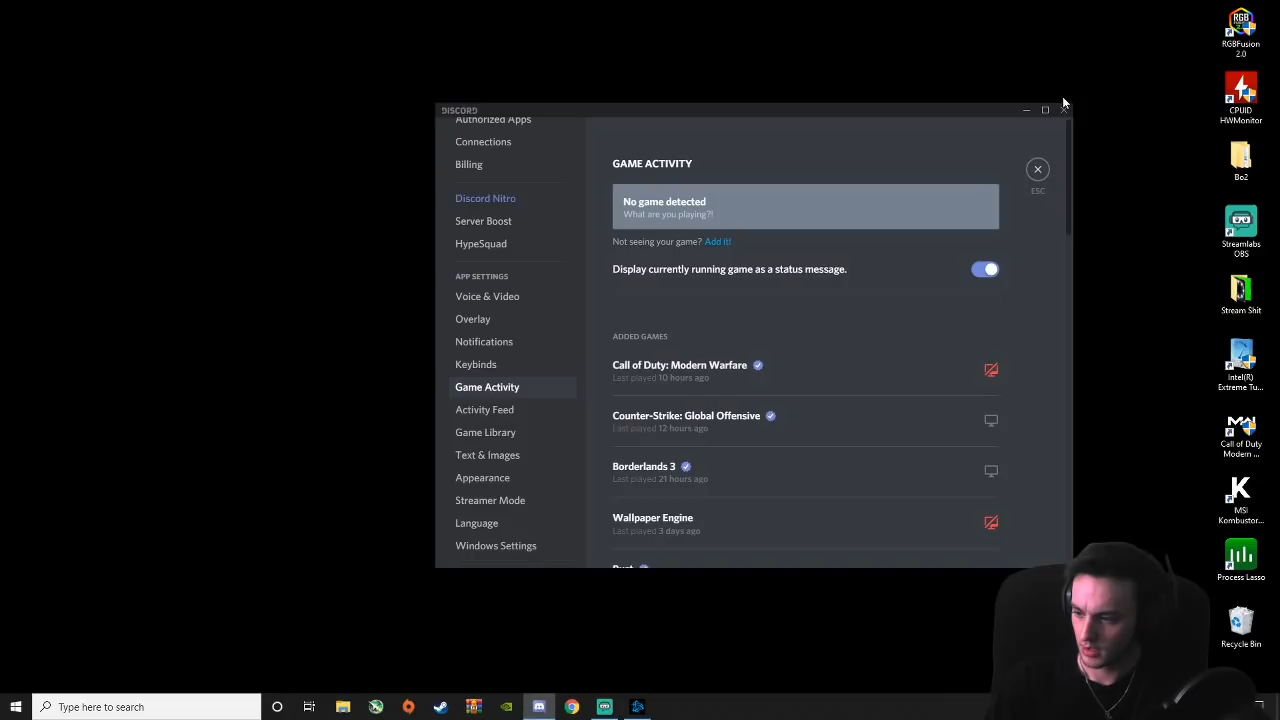 RGBFusion
2.0
CPUID
HWMonitor
Bo2
Streamlabs
OBS
Stream Shit
Intel(R)
Extreme Tu...
Call of Duty
Modern ...
MSI
Kombustor...
Process Lasso
Recycle Bin
DISCORD
Authorized Apps
Connections
Billing
Discord Nitro
Server Boost
HypeSquad
APP SETTINGS
Voice & Video
Overlay
Notifications
Keybinds
Game Activity
Activity Feed
Game Library
Text & Images
Appearance
Streamer Mode
Language
Windows Settings
GAME ACTIVITY
ESC
No game detected
What are you playing?!
Not seeing your game? Add it!
Display currently running game as a status message.
ADDED GAMES
Call of Duty: Modern Warfare
Last played 10 hours ago
Counter-Strike: Global Offensive
Last played 12 hours ago
Borderlands 3
Last played 21 hours ago
Wallpaper Engine
Last played 3 days ago
Type here to search